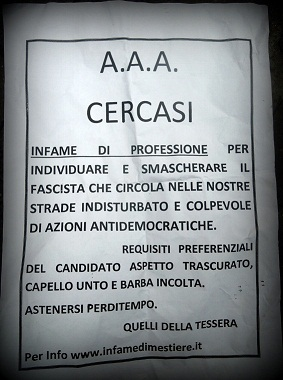 A.A.A.
CERCASI
INFAME DI PROFESSIONE PER
INDIVIDUARE E SMASCHERARE IL
FASCISTA CHE CIRCOLA NELLE NOSTRE
STRADE INDISTURBATO E COLPEVOLE
DI AZIONI ANTIDEMOCRATICHE.
REQUISITI PREFERENZIALI
DEL CANDIDATO ASPETTO TRASCURATO,
CAPELLO UNTO E BARBA INCOLTA.
ASTENERSI PERDITEMPO.
QUELLI DELLA TESSERA
Per Info www.infamedimestiere.it